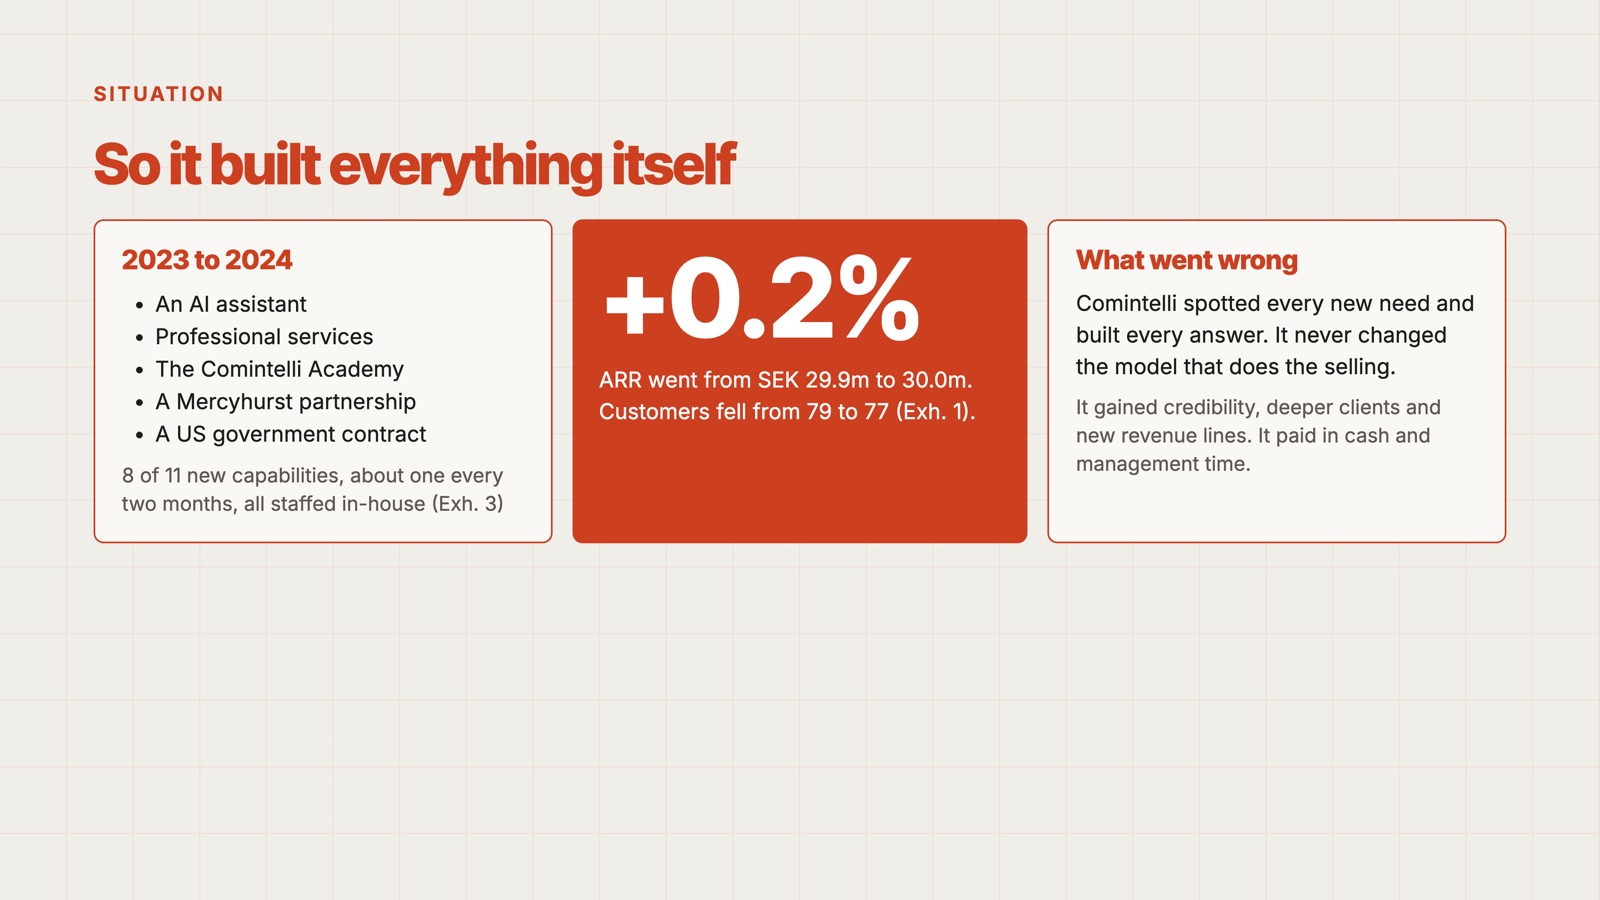 SITUATION
So it built everything itself
2023 to 2024
• An AI assistant
• Professional services
• The Comintelli Academy
• A Mercyhurst partnership
• A US government contract
8 of 11 new capabilities, about one every
two months, all staffed in-house (Exh. 3)
+0.2%
ARR went from SEK 29.9m to 30.0m.
Customers fell from 79 to 77 (Exh. 1).
What went wrong
Comintelli spotted every new need and
built every answer. It never changed
the model that does the selling.
It gained credibility, deeper clients and
new revenue lines. It paid in cash and
management time.